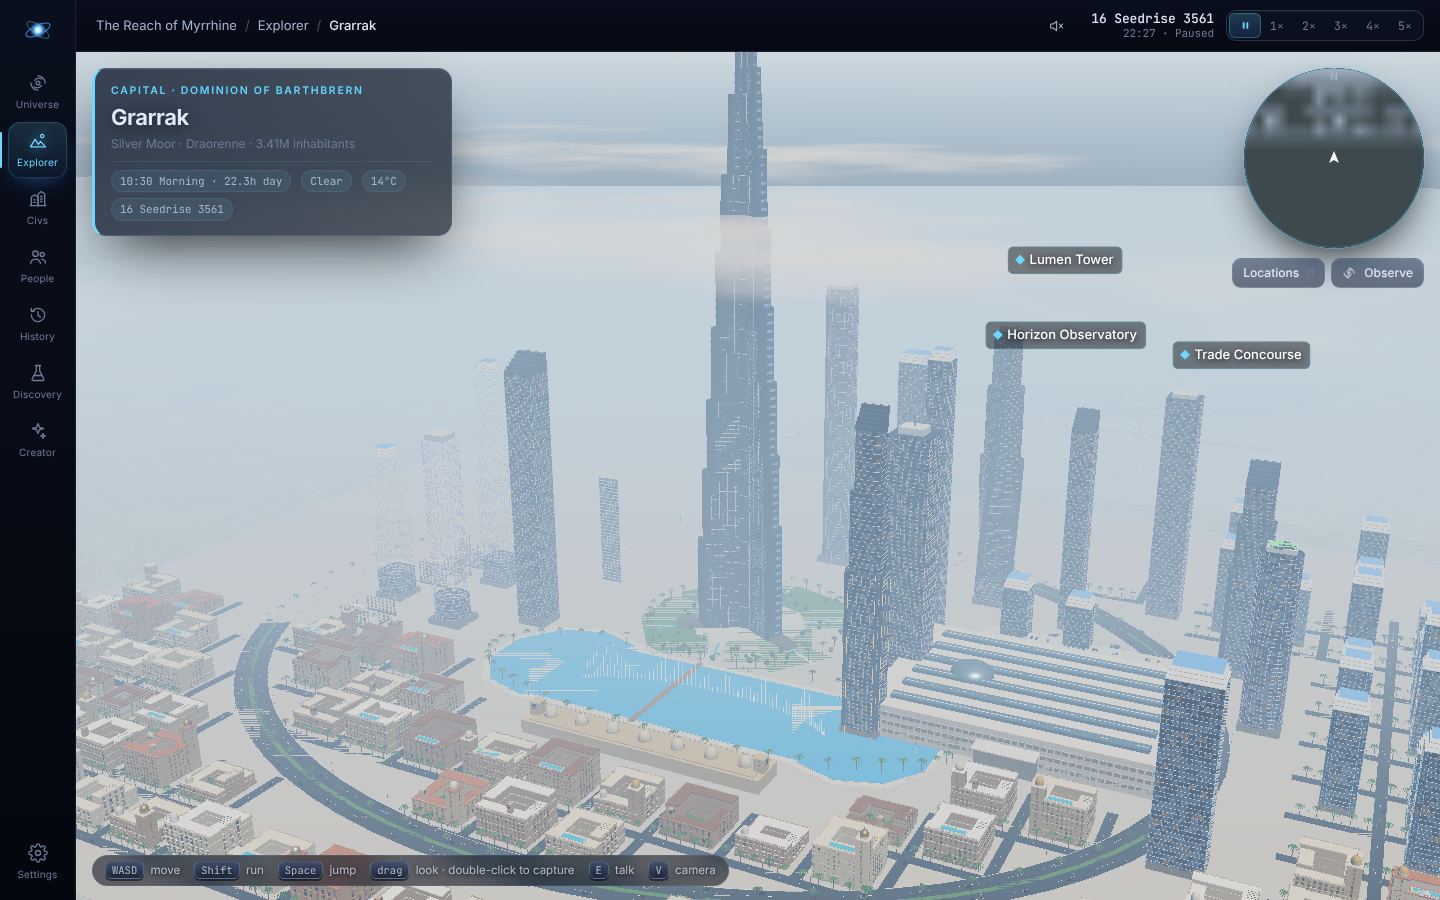 The Reach of Myrrhine / Explorer / Grarrak
16 Seedrise 3561
22:27 · Paused
1× 2× 3× 4× 5×
Universe
Explorer
Civs
People
History
Discovery
Creator
Settings
CAPITAL · DOMINION OF BARTHBRERN
Grarrak
Silver Moor · Draorenne · 3.41M inhabitants
10:30 Morning · 22.3h day
Clear
14°C
16 Seedrise 3561
N
Locations M
Observe
Lumen Tower
Horizon Observatory
Trade Concourse
WASD move Shift run Space jump drag look · double-click to capture E talk V camera